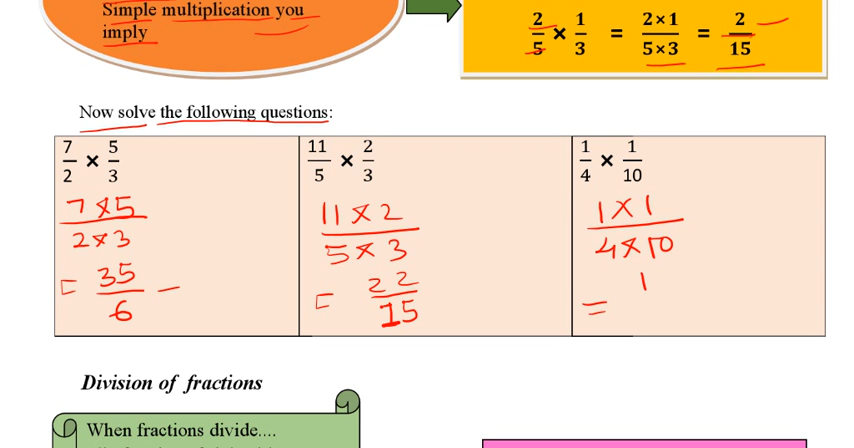 Simple multiplication you
imply
2/5 × 1/3 = 2×1/5×3 = 2/15
Now solve the following questions:
7/2 × 5/3
7×5/2×3
= 35/6 –
11/5 × 2/3
11×2/5×3
= 22/15
1/4 × 1/10
1×1/4×10
= 1
Division of fractions
When fractions divide....